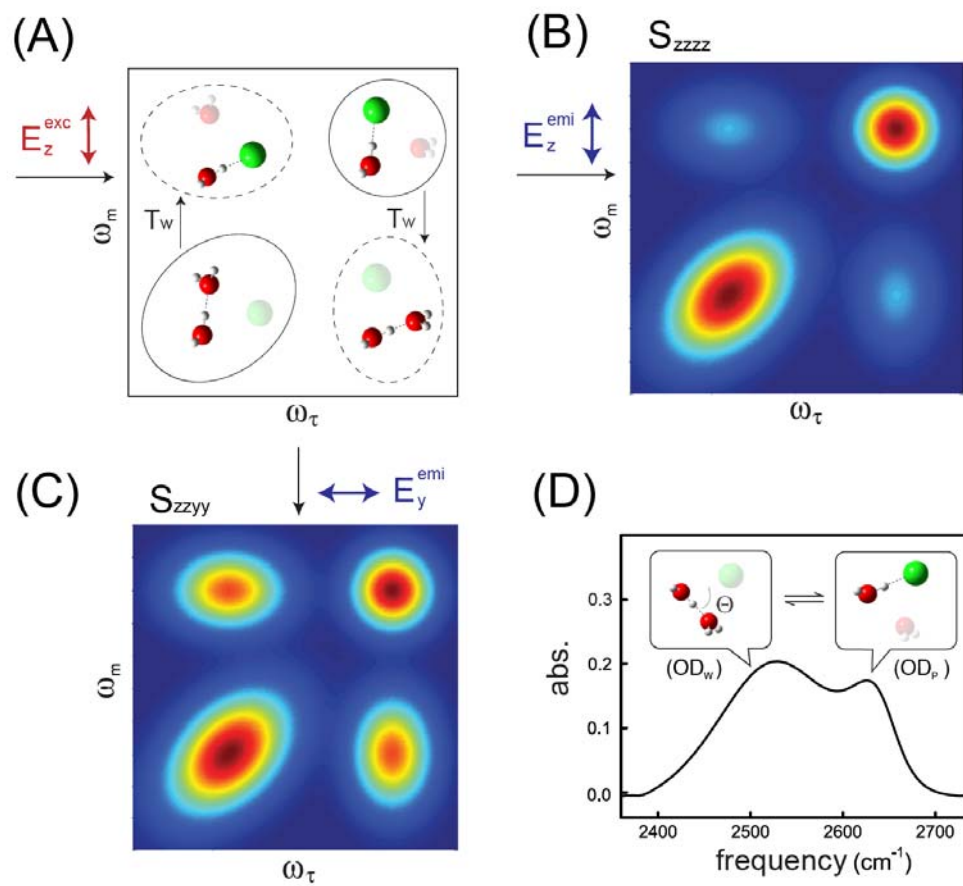 (A)
E_z^exc
ω_m
T_w
T_w
ω_τ
(B)
S_zzzz
E_z^emi
ω_m
ω_τ
(C)
S_zzyy
E_y^emi
ω_m
ω_τ
(D)
abs.
0.3
0.2
0.1
0.0
Θ
(OD_W)
(OD_P)
2400 2500 2600 2700
frequency (cm⁻¹)